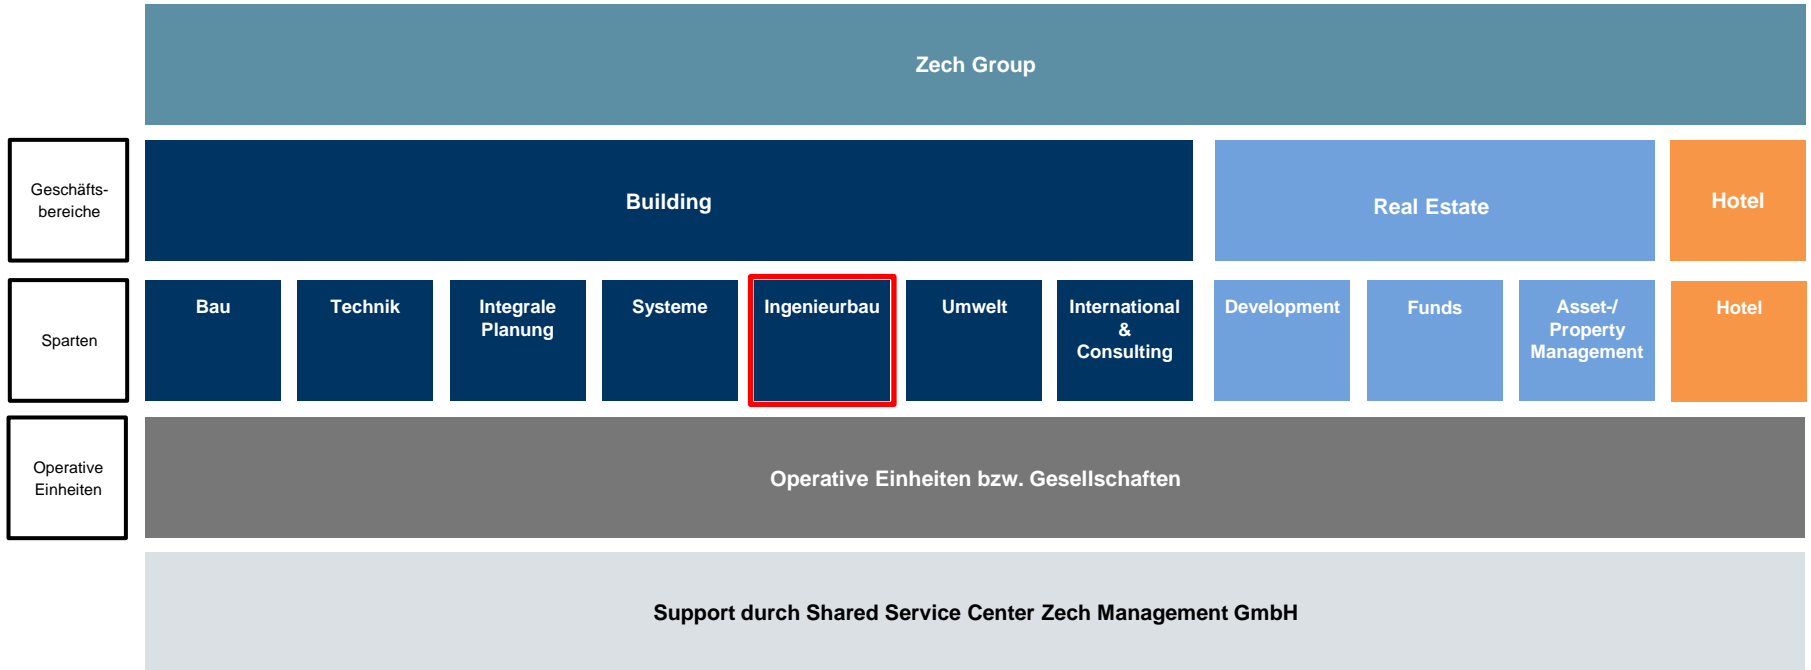 Zech Group
Geschäfts-
bereiche
Building
Real Estate
Hotel
Sparten
Bau
Technik
Integrale
Planung
Systeme
Ingenieurbau
Umwelt
International
&
Consulting
Development
Funds
Asset-/
Property
Management
Hotel
Operative
Einheiten
Operative Einheiten bzw. Gesellschaften
Support durch Shared Service Center Zech Management GmbH